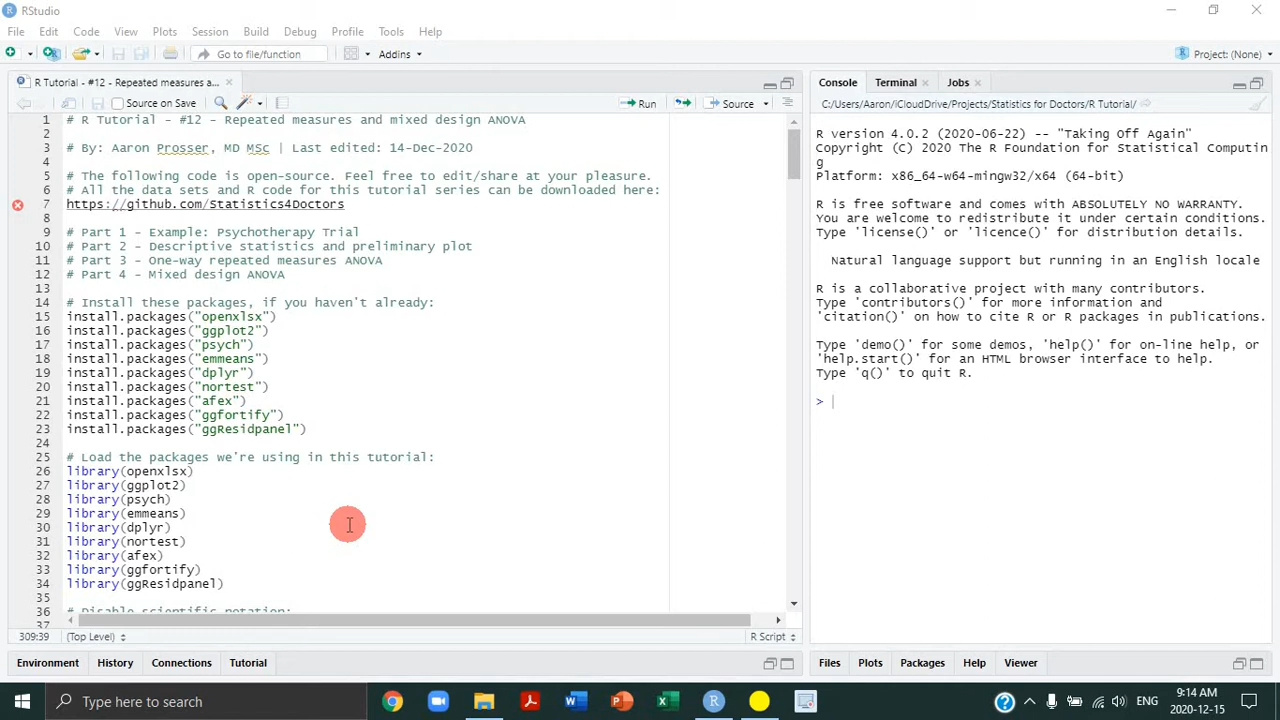 RStudio
File Edit Code View Plots Session Build Debug Profile Tools Help
Go to file/function Addins Project: (None)
R Tutorial - #12 - Repeated measures a...
Source on Save Run Source
1 # R Tutorial - #12 - Repeated measures and mixed design ANOVA
2
3 # By: Aaron Prosser, MD MSc | Last edited: 14-Dec-2020
4
5 # The following code is open-source. Feel free to edit/share at your pleasure.
6 # All the data sets and R code for this tutorial series can be downloaded here:
7 https://github.com/Statistics4Doctors
8
9 # Part 1 - Example: Psychotherapy Trial
10 # Part 2 - Descriptive statistics and preliminary plot
11 # Part 3 - One-way repeated measures ANOVA
12 # Part 4 - Mixed design ANOVA
13
14 # Install these packages, if you haven't already:
15 install.packages("openxlsx")
16 install.packages("ggplot2")
17 install.packages("psych")
18 install.packages("emmeans")
19 install.packages("dplyr")
20 install.packages("nortest")
21 install.packages("afex")
22 install.packages("ggfortify")
23 install.packages("ggResidpanel")
24
25 # Load the packages we're using in this tutorial:
26 library(openxlsx)
27 library(ggplot2)
28 library(psych)
29 library(emmeans)
30 library(dplyr)
31 library(nortest)
32 library(afex)
33 library(ggfortify)
34 library(ggResidpanel)
35
36 # Disable scientific notation:
37
309:39 (Top Level) R Script
Environment History Connections Tutorial
Console Terminal Jobs
C:/Users/Aaron/iCloudDrive/Projects/Statistics for Doctors/R Tutorial/
R version 4.0.2 (2020-06-22) -- "Taking Off Again"
Copyright (C) 2020 The R Foundation for Statistical Computin
g
Platform: x86_64-w64-mingw32/x64 (64-bit)
R is free software and comes with ABSOLUTELY NO WARRANTY.
You are welcome to redistribute it under certain conditions.
Type 'license()' or 'licence()' for distribution details.
Natural language support but running in an English locale
R is a collaborative project with many contributors.
Type 'contributors()' for more information and
'citation()' on how to cite R or R packages in publications.
Type 'demo()' for some demos, 'help()' for on-line help, or
'help.start()' for an HTML browser interface to help.
Type 'q()' to quit R.
>
Files Plots Packages Help Viewer
Type here to search
ENG
9:14 AM
2020-12-15